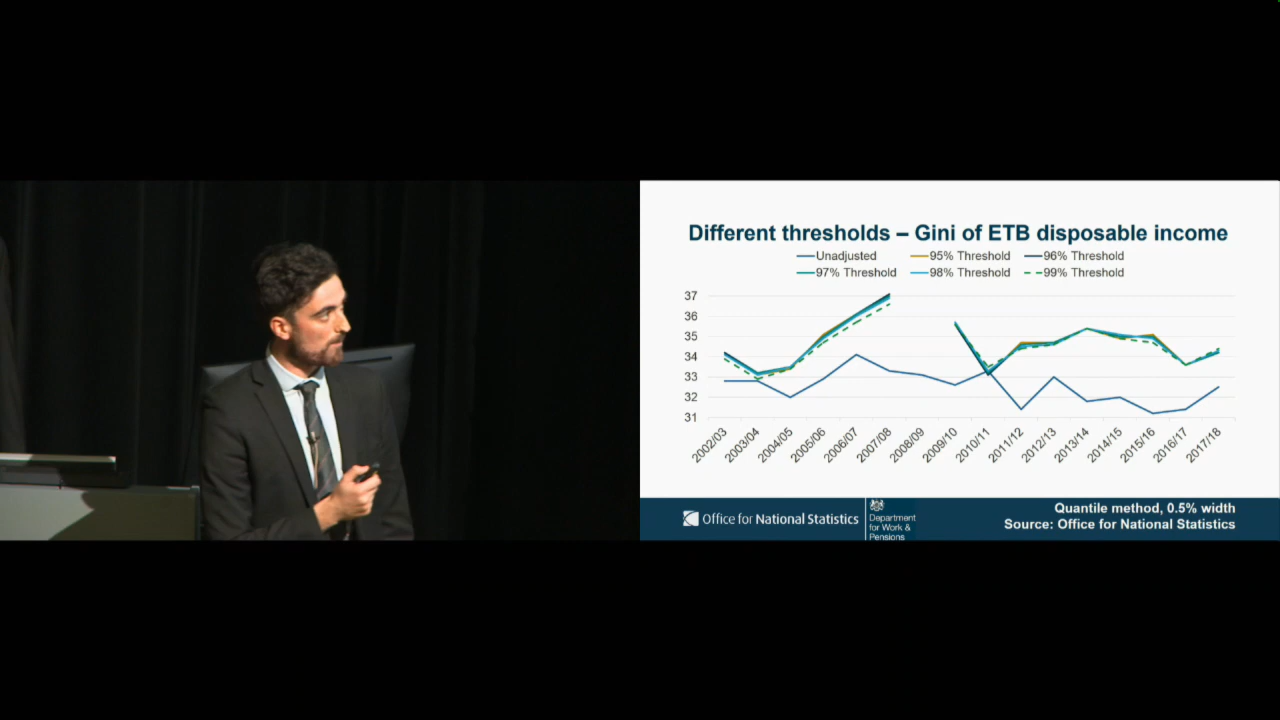 Different thresholds – Gini of ETB disposable income
Unadjusted 95% Threshold 96% Threshold
97% Threshold 98% Threshold 99% Threshold
37
36
35
34
33
32
31
2002/03 2003/04 2004/05 2005/06 2006/07 2007/08 2008/09 2009/10 2010/11 2011/12 2012/13 2013/14 2014/15 2015/16 2016/17 2017/18
Office for National Statistics
Department
for Work &
Pensions
Quantile method, 0.5% width
Source: Office for National Statistics